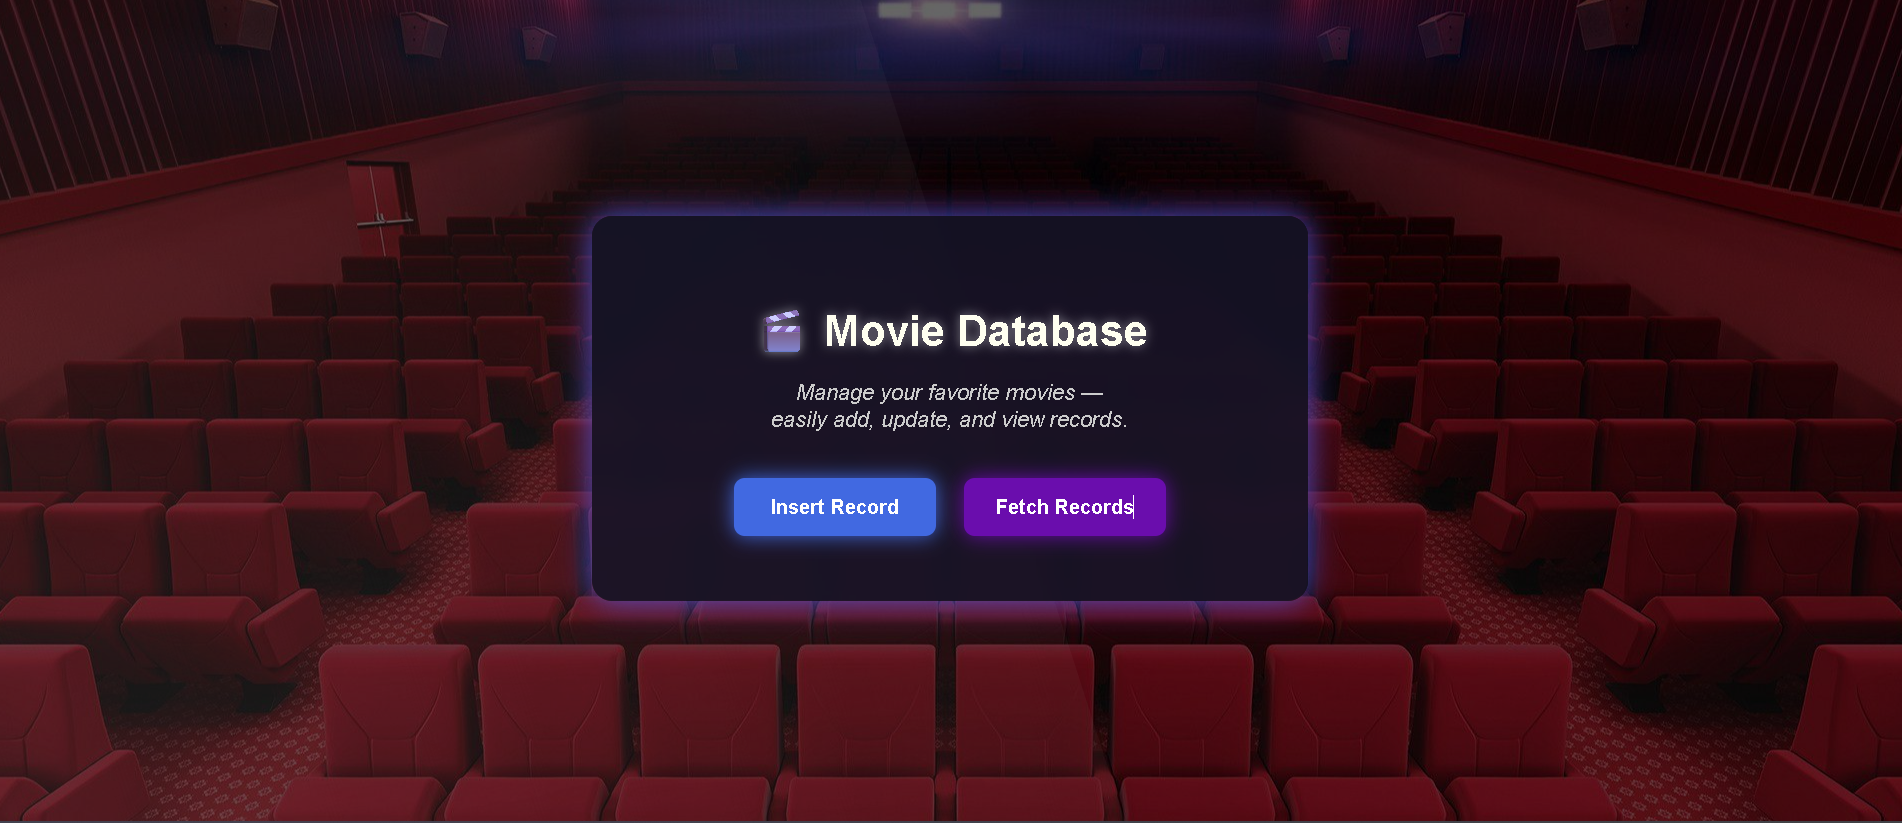 Movie Database
Manage your favorite movies —
easily add, update, and view records.
Insert Record
Fetch Records